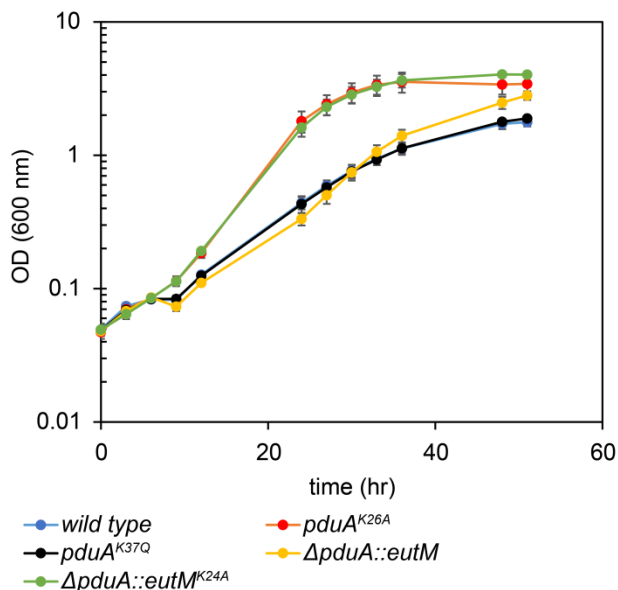 10
1
0.1
0.01
OD (600 nm)
0 20 40 60
time (hr)
wild type pduA^K26A
pduA^K37Q ΔpduA::eutM
ΔpduA::eutM^K24A